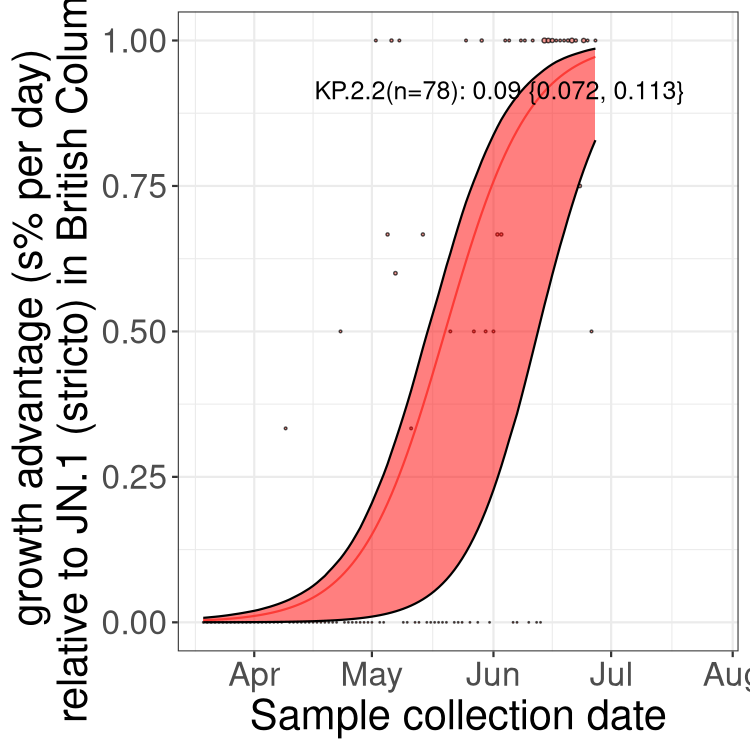 growth advantage (s% per day)
relative to JN.1 (stricto) in British Colum
1.00
0.75
0.50
0.25
0.00
KP.2.2(n=78): 0.09 {0.072, 0.113}
Apr May Jun Jul Aug
Sample collection date